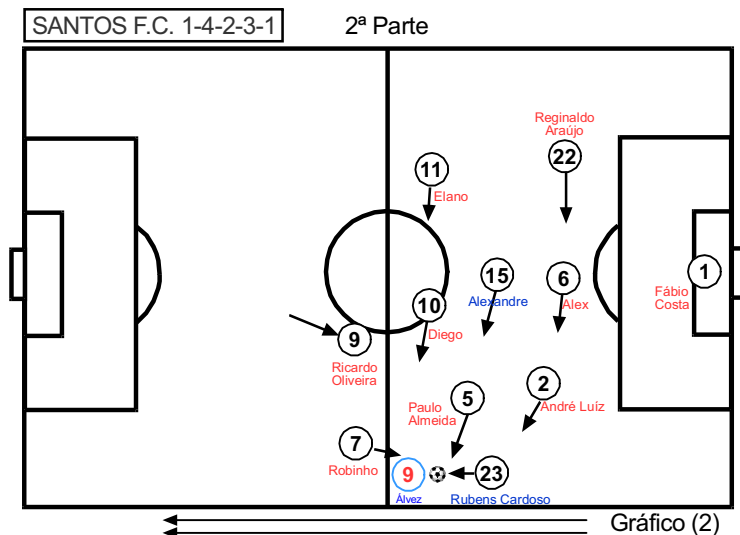 SANTOS F.C. 1-4-2-3-1
2ª Parte
Reginaldo
Araújo
22
11
Elano
1
Fábio
Costa
15
Alexandre
6
Alex
10
Diego
9
Ricardo
Oliveira
2
André Luíz
5
Paulo
Almeida
7
Robinho
9
Álvez
23
Rubens Cardoso
Gráfico (2)